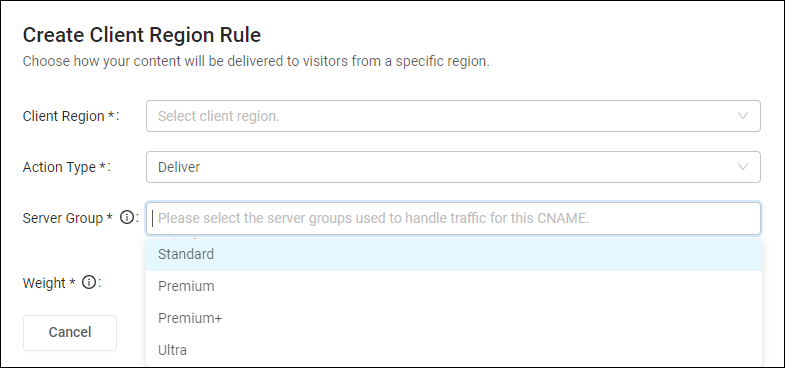 Create Client Region Rule
Choose how your content will be delivered to visitors from a specific region.
Client Region *: Select client region.
Action Type *: Deliver
Server Group * : Please select the server groups used to handle traffic for this CNAME.
Standard
Weight * :
Premium
Premium+
Cancel
Ultra